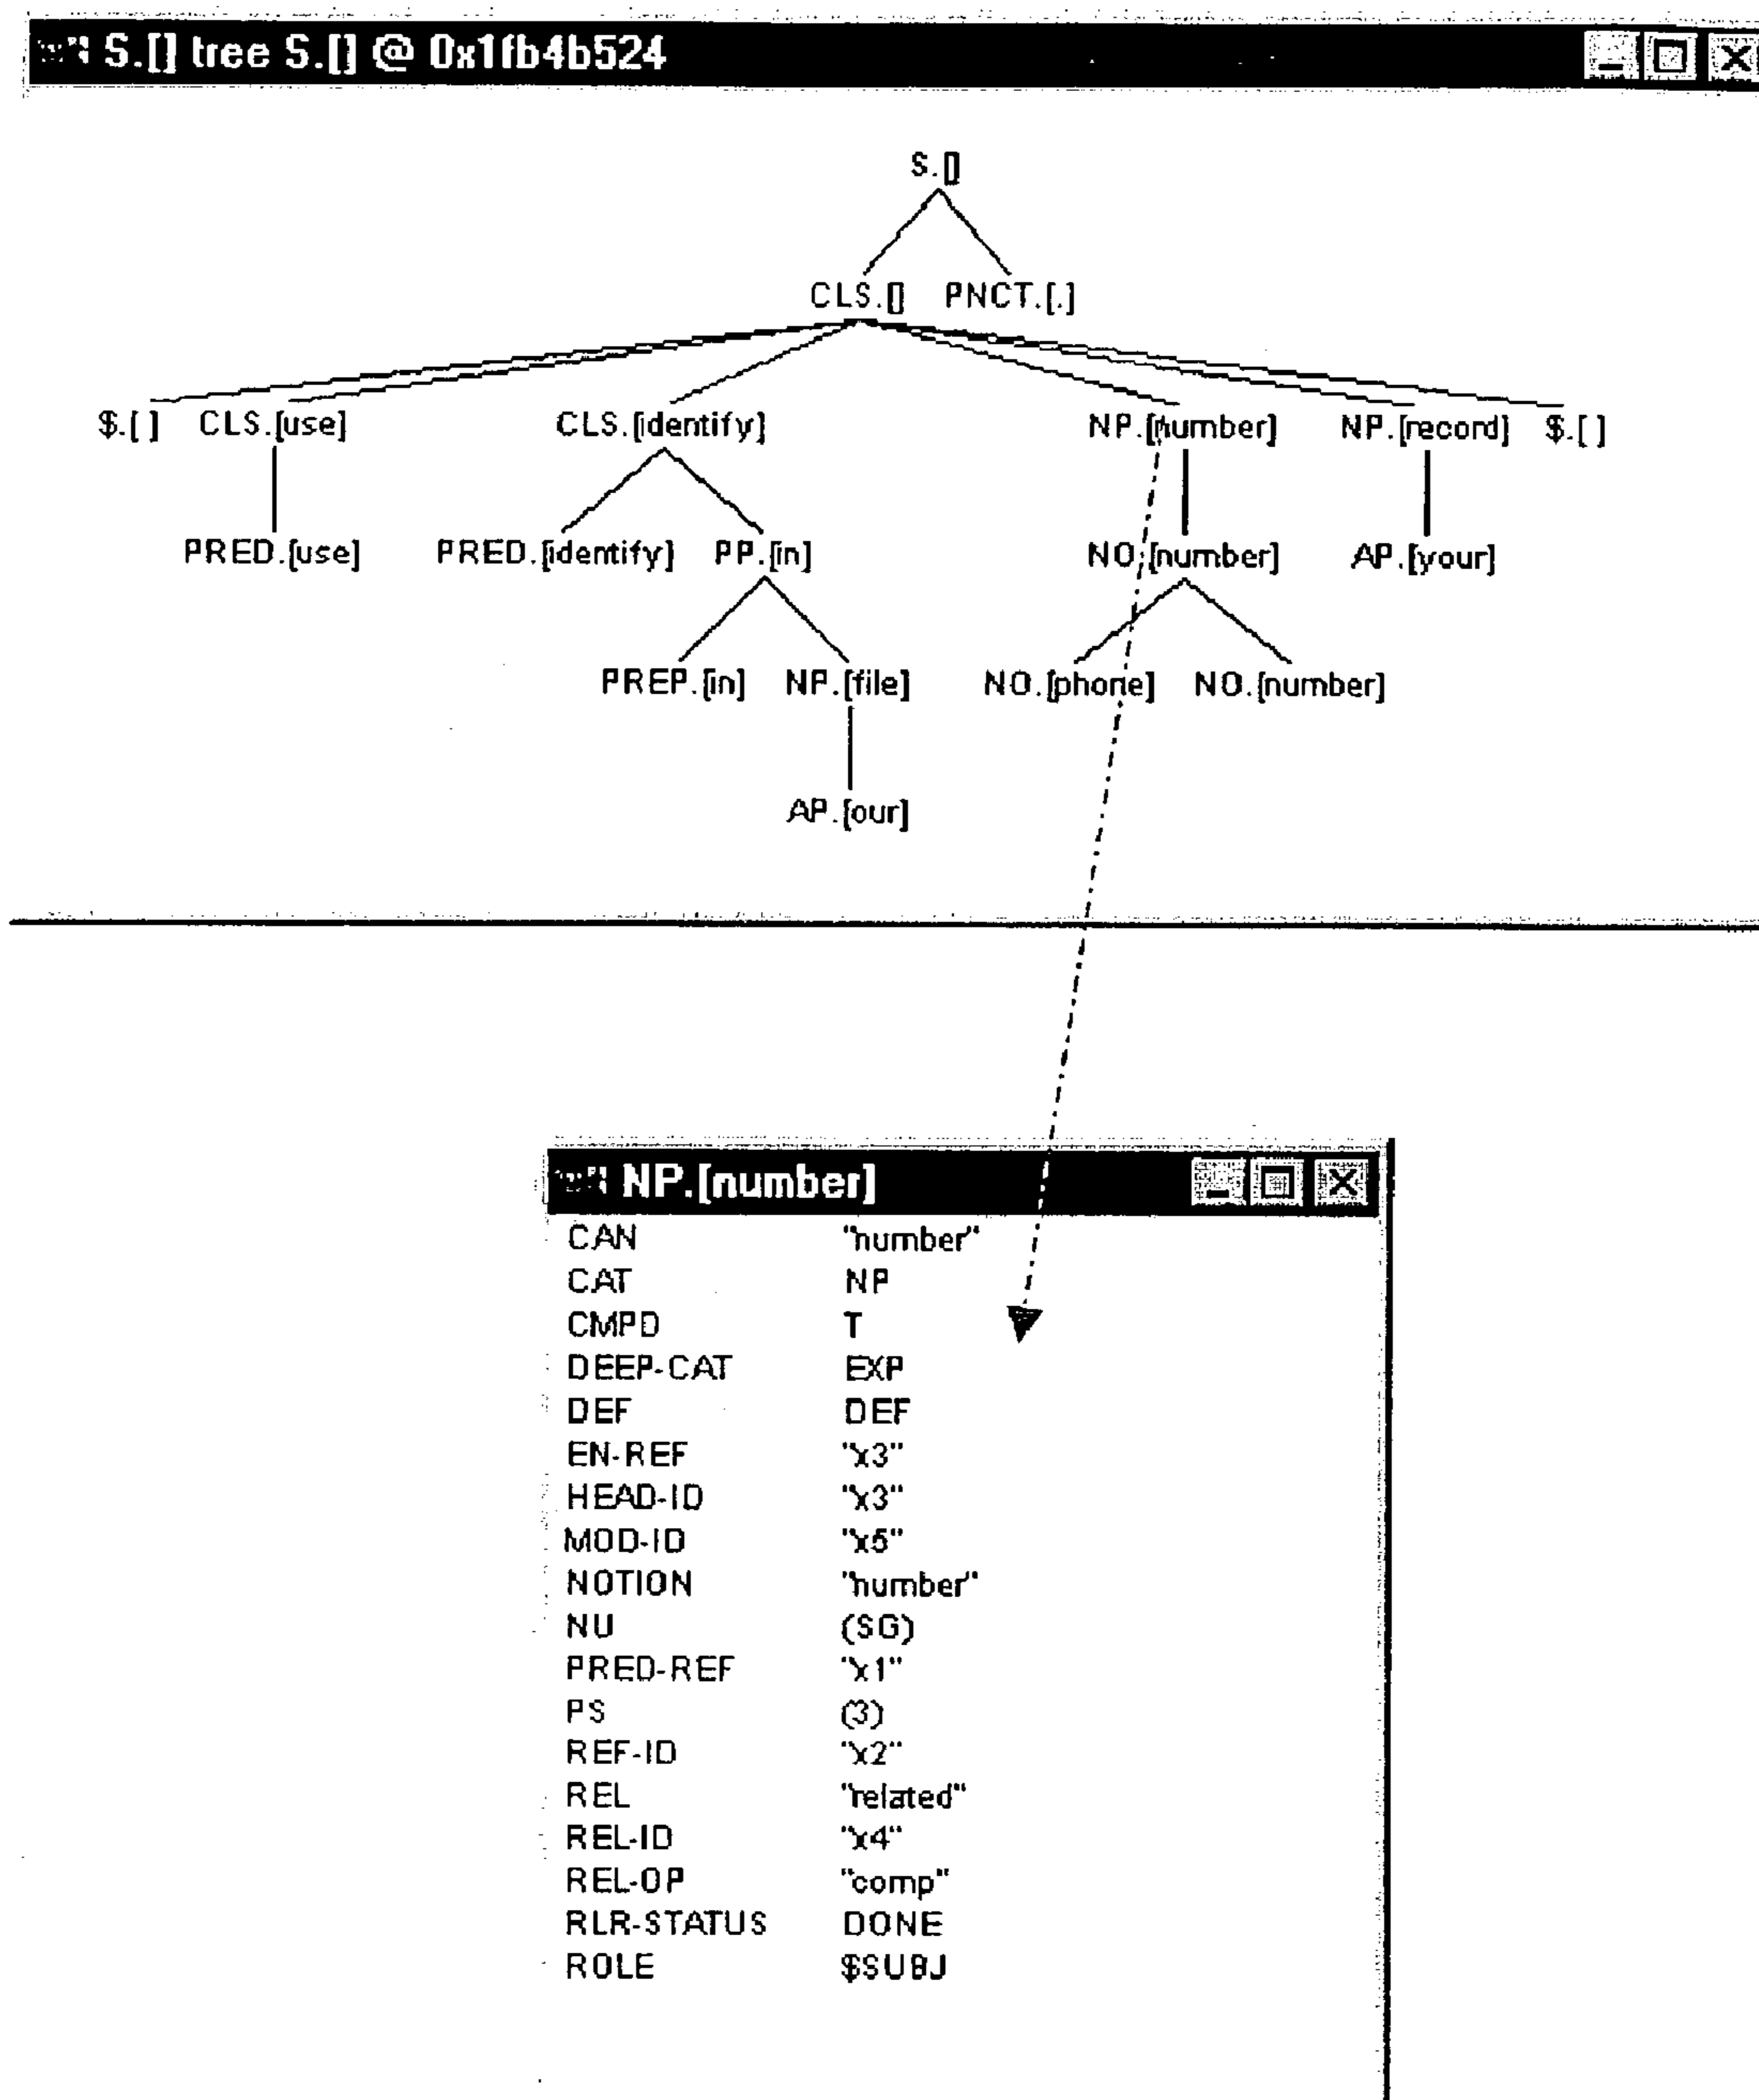 S.[] tree S.[] @ 0x1fb4b524
S.[]
CLS.[] PNCT.[.]
$.[ ] CLS.[use] CLS.[identify] NP.[number] NP.[record] $.[ ]
PRED.[use] PRED.[identify] PP.[in] NO.[number] AP.[your]
PREP.[in] NP.[file] NO.[phone] NO.[number]
AP.[our]
NP.[number]
CAN "number"
CAT NP
CMPD T
DEEP-CAT EXP
DEF DEF
EN-REF "x3"
HEAD-ID "x3"
MOD-ID "x5"
NOTION "number"
NU (SG)
PRED-REF "x1"
PS (3)
REF-ID "x2"
REL "related"
REL-ID "x4"
REL-OP "comp"
RLR-STATUS DONE
ROLE $SUBJ